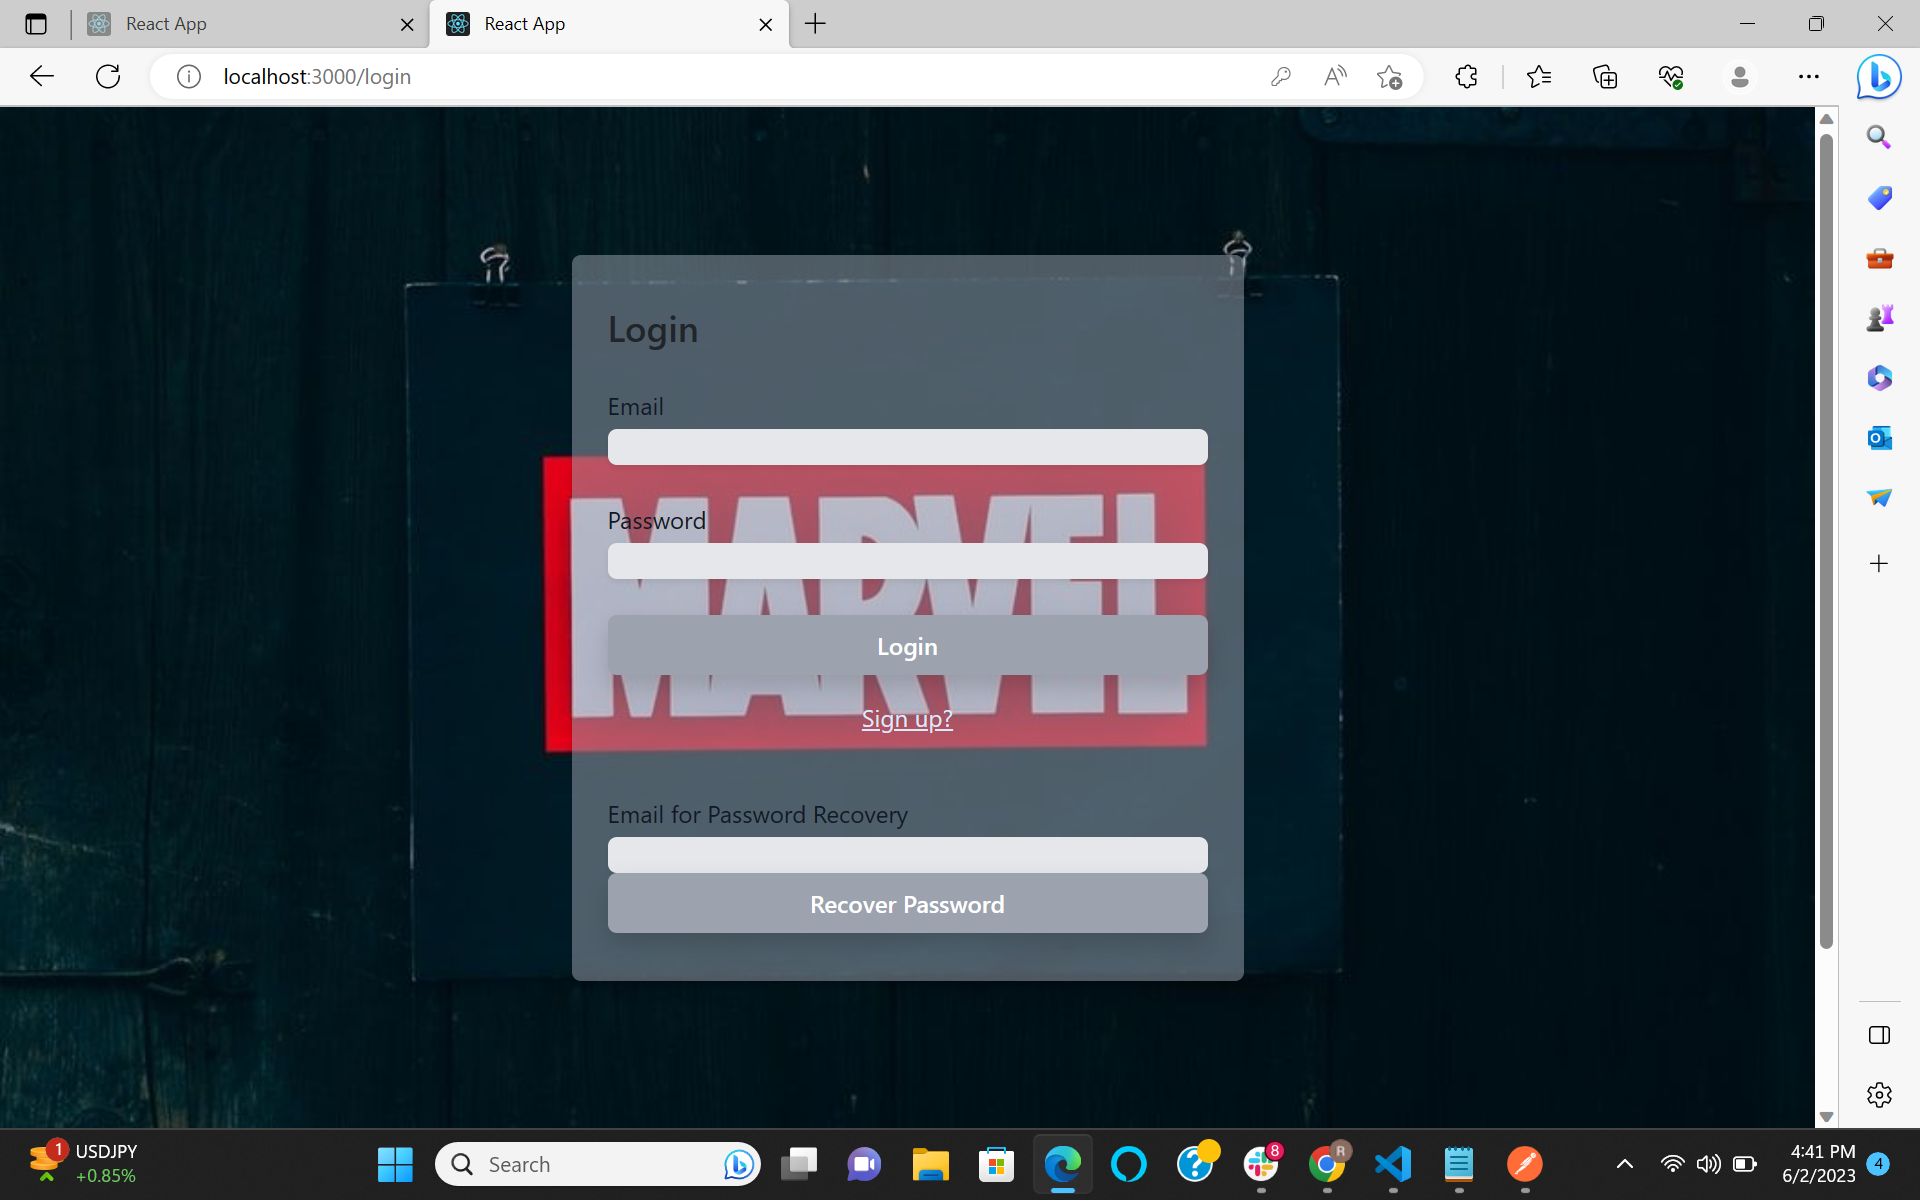 React App
React App
localhost:3000/login
Login
Email
MARVEL
Password
Login
Sign up?
Email for Password Recovery
Recover Password
1
USDJPY
+0.85%
Search
8
R
4:41 PM
6/2/2023
4